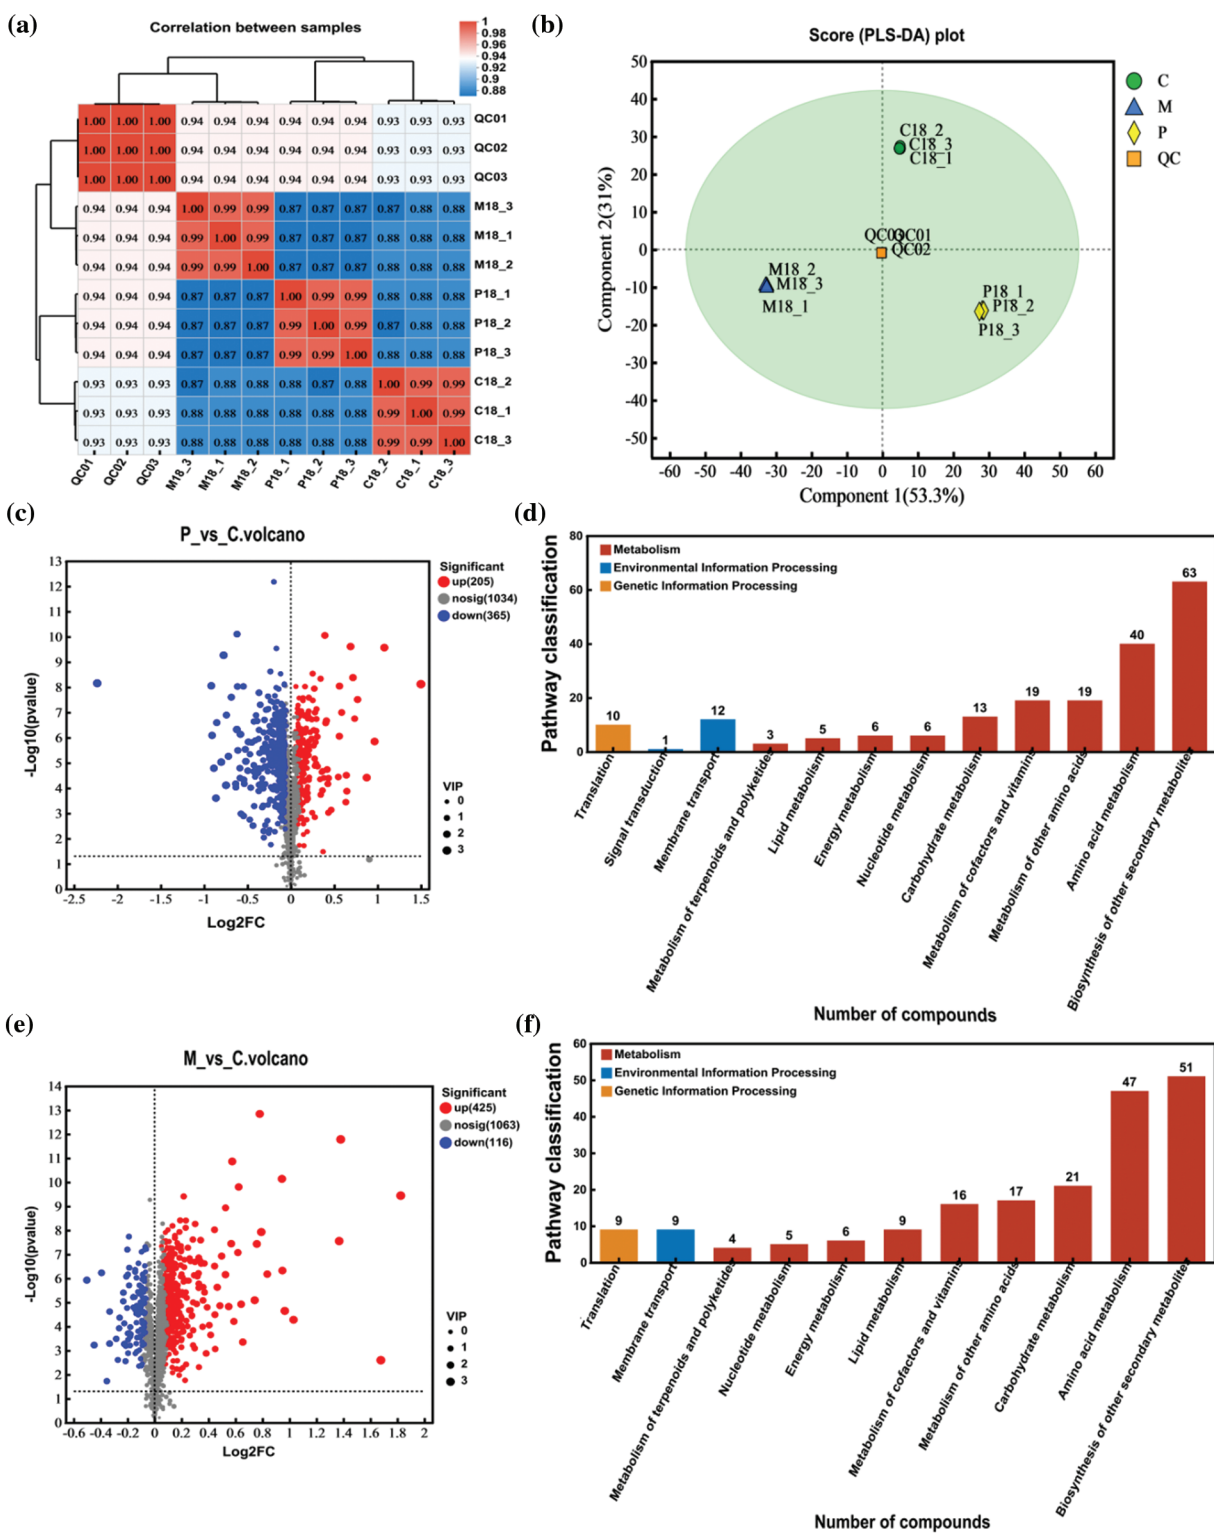 (a)
Correlation between samples
1
0.98
0.96
0.94
0.92
0.9
0.88
1.00 1.00 1.00 0.94 0.94 0.94 0.94 0.94 0.94 0.93 0.93 0.93 QC01
1.00 1.00 1.00 0.94 0.94 0.94 0.94 0.94 0.94 0.93 0.93 0.93 QC02
1.00 1.00 1.00 0.94 0.94 0.94 0.94 0.94 0.94 0.93 0.93 0.93 QC03
0.94 0.94 0.94 1.00 0.99 0.99 0.87 0.87 0.87 0.87 0.88 0.88 M18_3
0.94 0.94 0.94 0.99 1.00 0.99 0.87 0.87 0.87 0.88 0.88 0.88 M18_1
0.94 0.94 0.94 0.99 0.99 1.00 0.87 0.87 0.87 0.88 0.88 0.88 M18_2
0.94 0.94 0.94 0.87 0.87 0.87 1.00 0.99 0.99 0.88 0.88 0.88 P18_1
0.94 0.94 0.94 0.87 0.87 0.87 0.99 1.00 0.99 0.87 0.88 0.88 P18_2
0.94 0.94 0.94 0.87 0.87 0.87 0.99 0.99 1.00 0.88 0.88 0.88 P18_3
0.93 0.93 0.93 0.87 0.88 0.88 0.88 0.87 0.88 1.00 0.99 0.99 C18_2
0.93 0.93 0.93 0.88 0.88 0.88 0.88 0.88 0.88 0.99 1.00 0.99 C18_1
0.93 0.93 0.93 0.88 0.88 0.88 0.88 0.88 0.88 0.99 0.99 1.00 C18_3
QC01 QC02 QC03 M18_3 M18_1 M18_2 P18_1 P18_2 P18_3 C18_2 C18_1 C18_3
(b)
Score (PLS-DA) plot
Component 2(31%)
50
40
30
20
10
0
-10
-20
-30
-40
-50
C18_2
C18_3
C18_1
QC03 QC01
QC02
M18_2
M18_3
M18_1
P18_1
P18_2
P18_3
-60 -50 -40 -30 -20 -10 0 10 20 30 40 50 60
Component 1(53.3%)
C
M
P
QC
(c)
P_vs_C.volcano
-Log10(pvalue)
13
12
11
10
9
8
7
6
5
4
3
2
1
0
-2.5 -2 -1.5 -1 -0.5 0 0.5 1 1.5
Log2FC
Significant
up(205)
nosig(1034)
down(365)
VIP
0
1
2
3
(d)
Pathway classification
80
60
40
20
0
Metabolism
Environmental Information Processing
Genetic Information Processing
10 1 12 3 5 6 6 13 19 19 40 63
Translation
Signal transduction
Membrane transport
Metabolism of terpenoids and polyketides
Lipid metabolism
Energy metabolism
Nucleotide metabolism
Carbohydrate metabolism
Metabolism of cofactors and vitamins
Metabolism of other amino acids
Amino acid metabolism
Biosynthesis of other secondary metabolites
Number of compounds
(e)
M_vs_C.volcano
-Log10(pvalue)
14
13
12
11
10
9
8
7
6
5
4
3
2
1
0
-0.6 -0.4 -0.2 0 0.2 0.4 0.6 0.8 1 1.2 1.4 1.6 1.8 2
Log2FC
Significant
up(425)
nosig(1063)
down(116)
VIP
0
1
2
3
(f)
Pathway classification
60
50
40
30
20
10
0
Metabolism
Environmental Information Processing
Genetic Information Processing
9 9 4 5 6 9 16 17 21 47 51
Translation
Membrane transport
Metabolism of terpenoids and polyketides
Nucleotide metabolism
Energy metabolism
Lipid metabolism
Metabolism of cofactors and vitamins
Metabolism of other amino acids
Carbohydrate metabolism
Amino acid metabolism
Biosynthesis of other secondary metabolites
Number of compounds